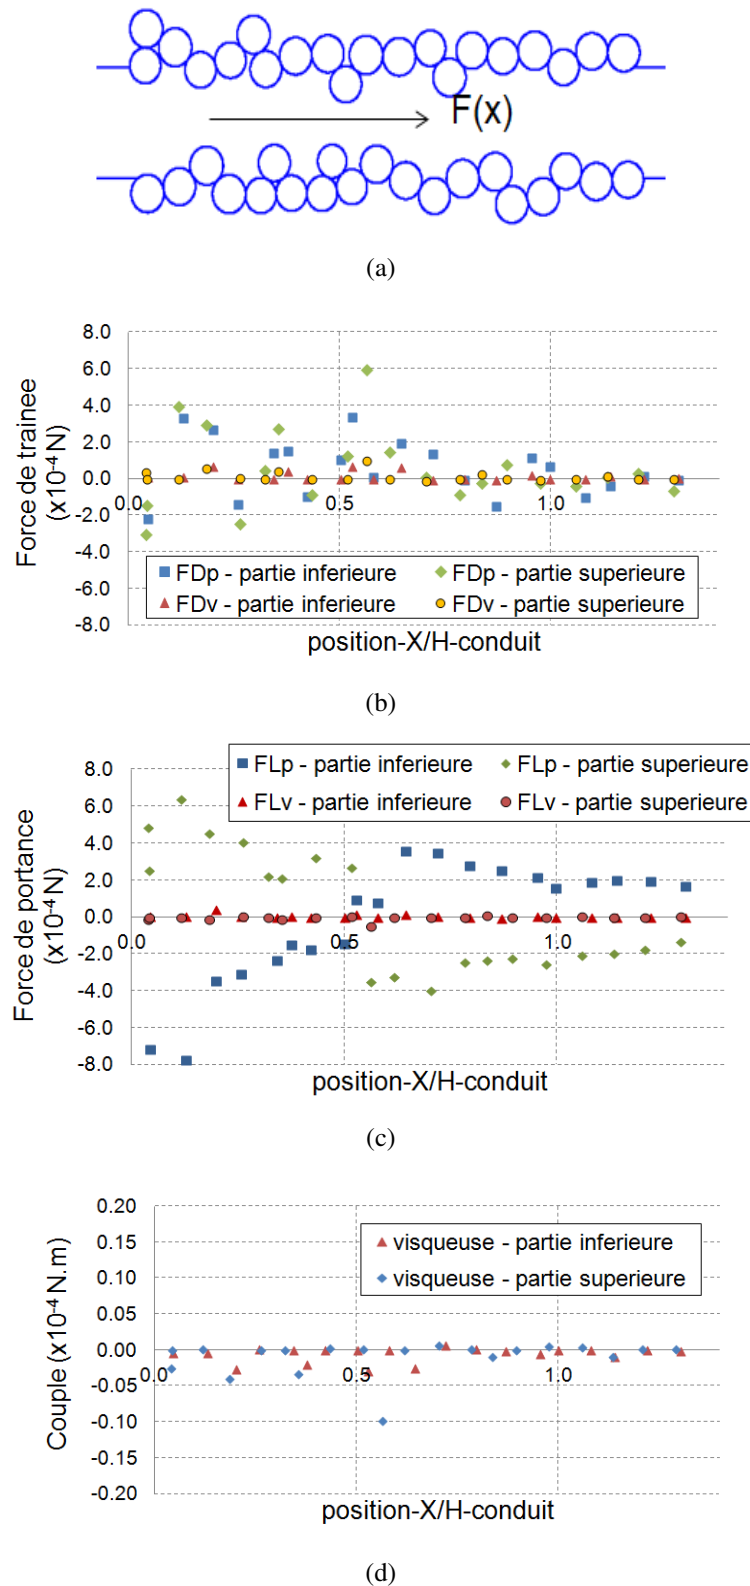 F(x)
(a)
8.0
6.0
4.0
2.0
0.0
-2.0
-4.0
-6.0
-8.0
0.0 0.5 1.0
Force de trainee
(x10⁻⁴ N)
FDp - partie inferieure
FDp - partie superieure
FDv - partie inferieure
FDv - partie superieure
position-X/H-conduit
(b)
FLp - partie inferieure
FLp - partie superieure
FLv - partie inferieure
FLv - partie superieure
8.0
6.0
4.0
2.0
0.0
-2.0
-4.0
-6.0
-8.0
0.0 0.5 1.0
Force de portance
(x10⁻⁴ N)
position-X/H-conduit
(c)
0.20
0.15
0.10
0.05
0.00
-0.05
-0.10
-0.15
-0.20
0.0 0.5 1.0
Couple (x10⁻⁴ N.m)
visqueuse - partie inferieure
visqueuse - partie superieure
position-X/H-conduit
(d)